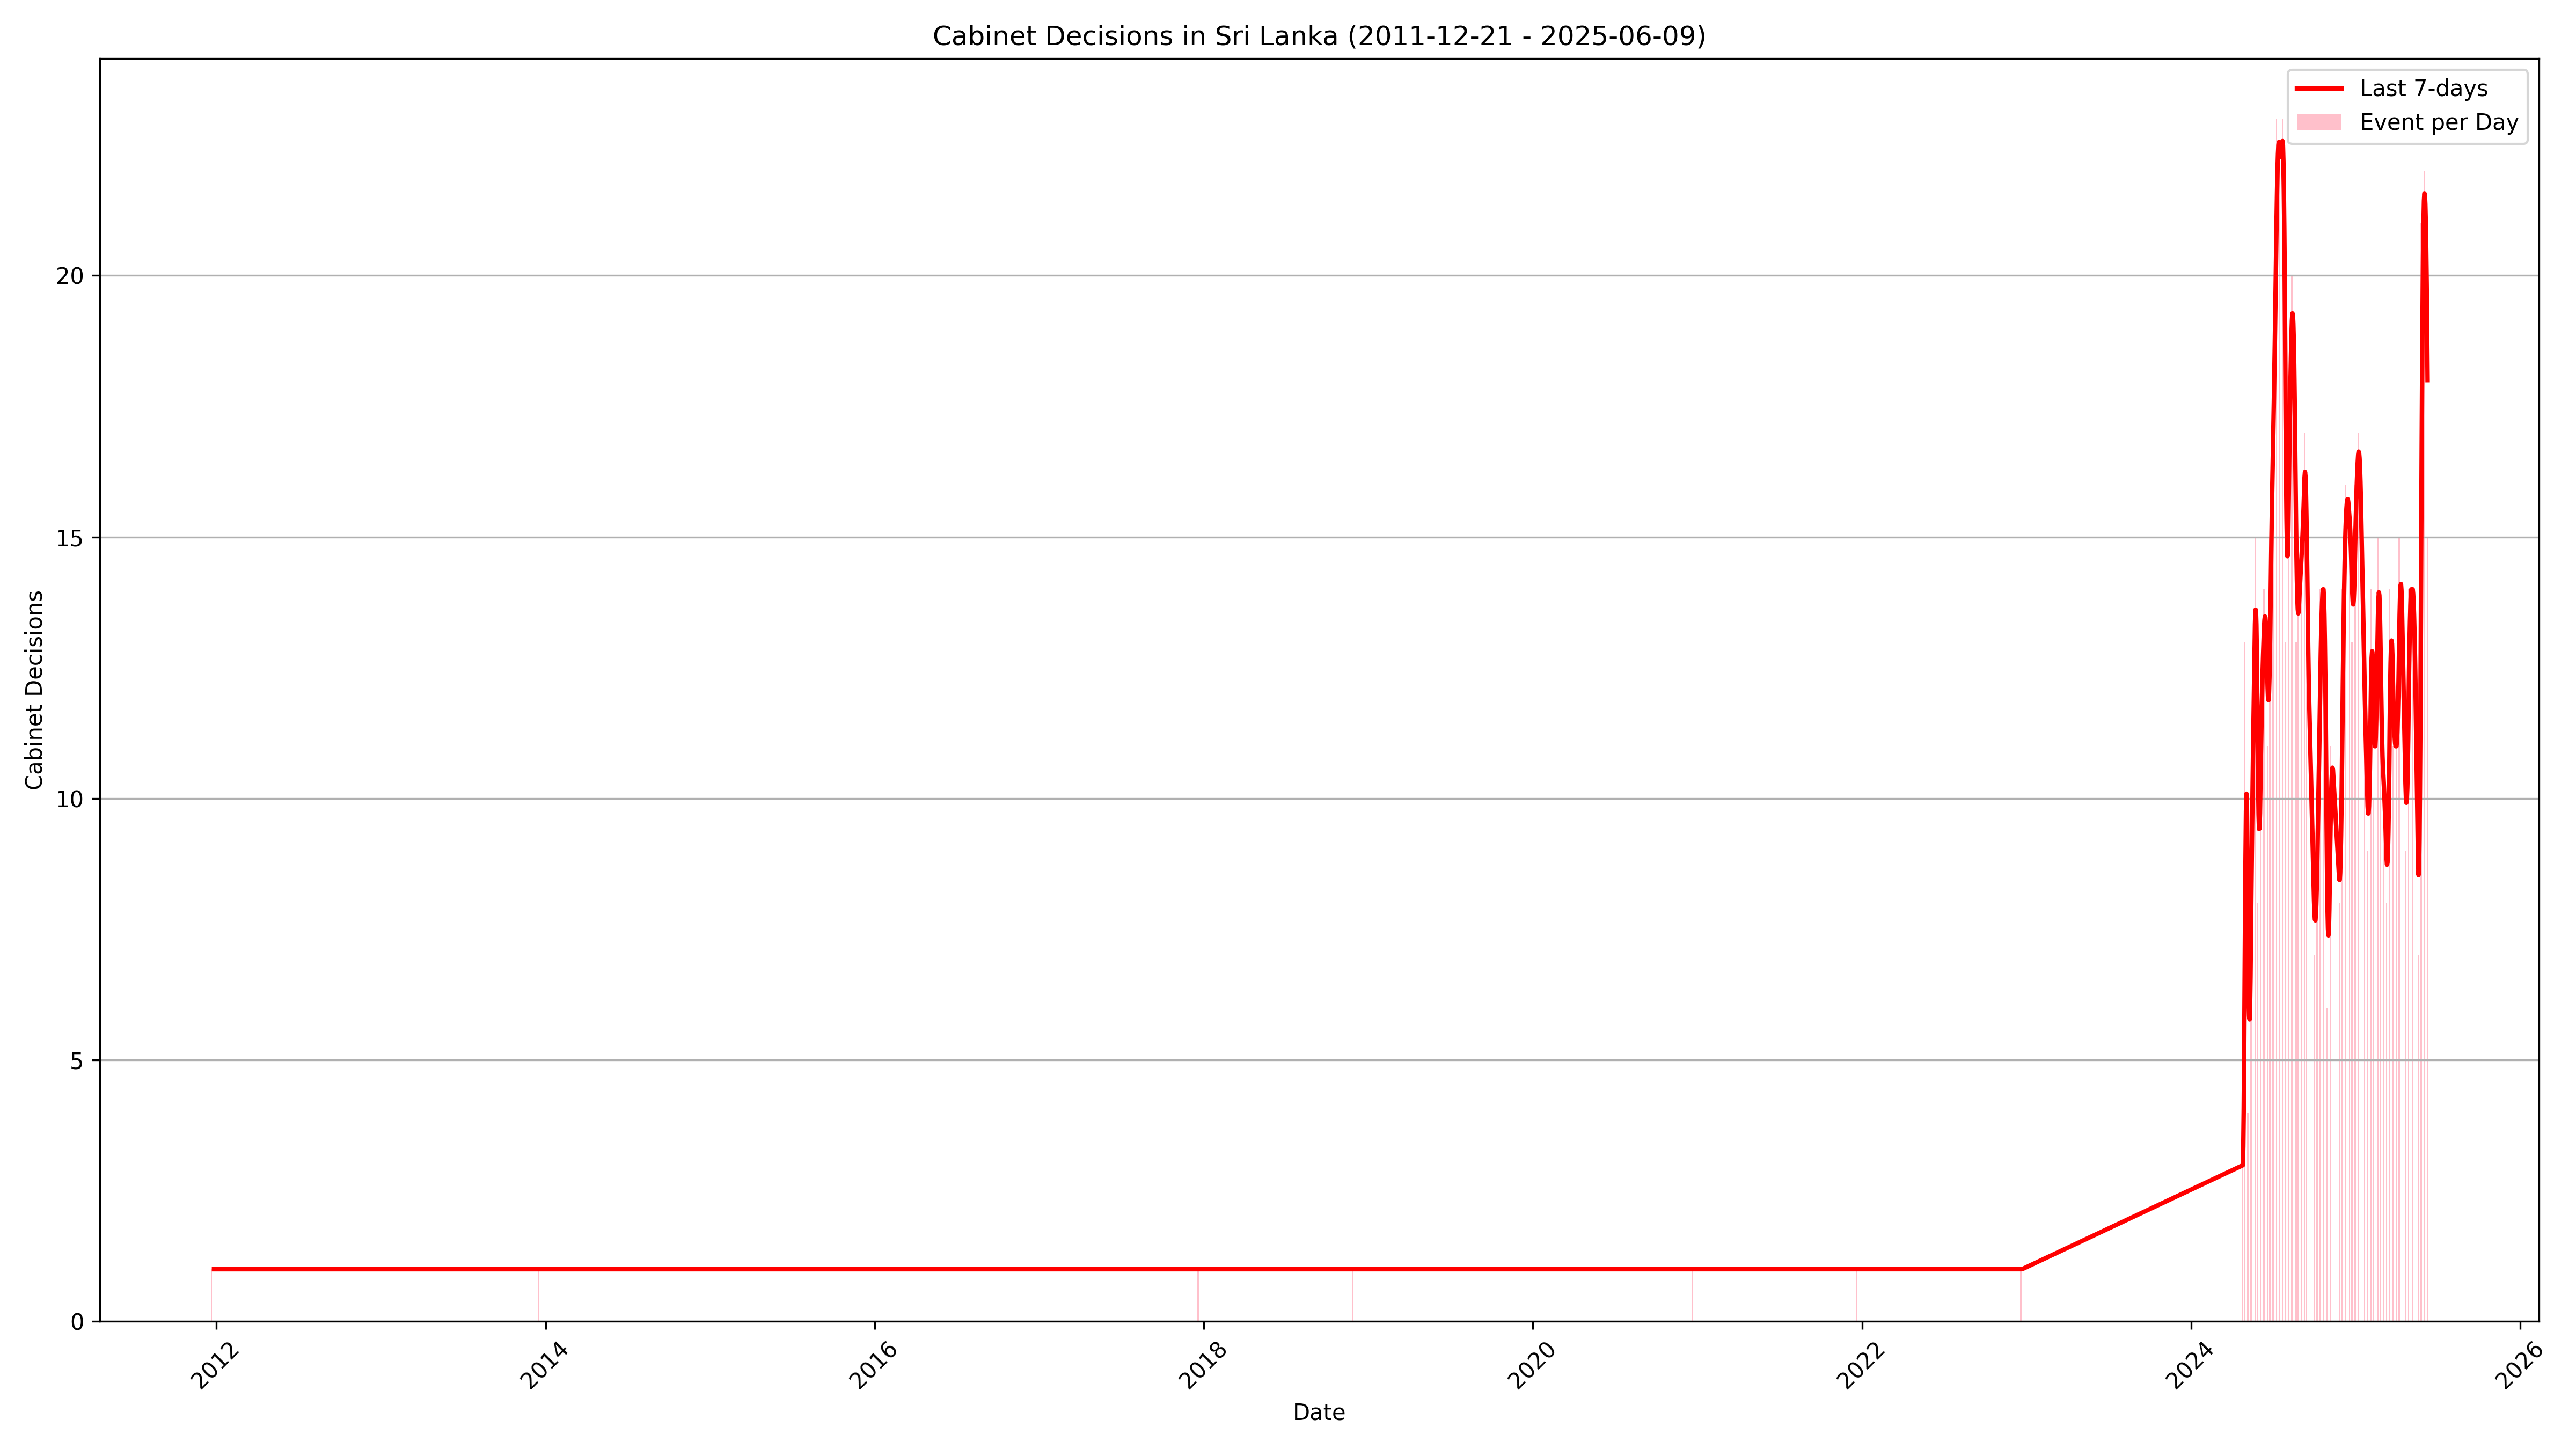 Cabinet Decisions in Sri Lanka (2011-12-21 - 2025-06-09)
Last 7-days
Event per Day
Cabinet Decisions
20
15
10
5
0
2012
2014
2016
2018
2020
2022
2024
2026
Date